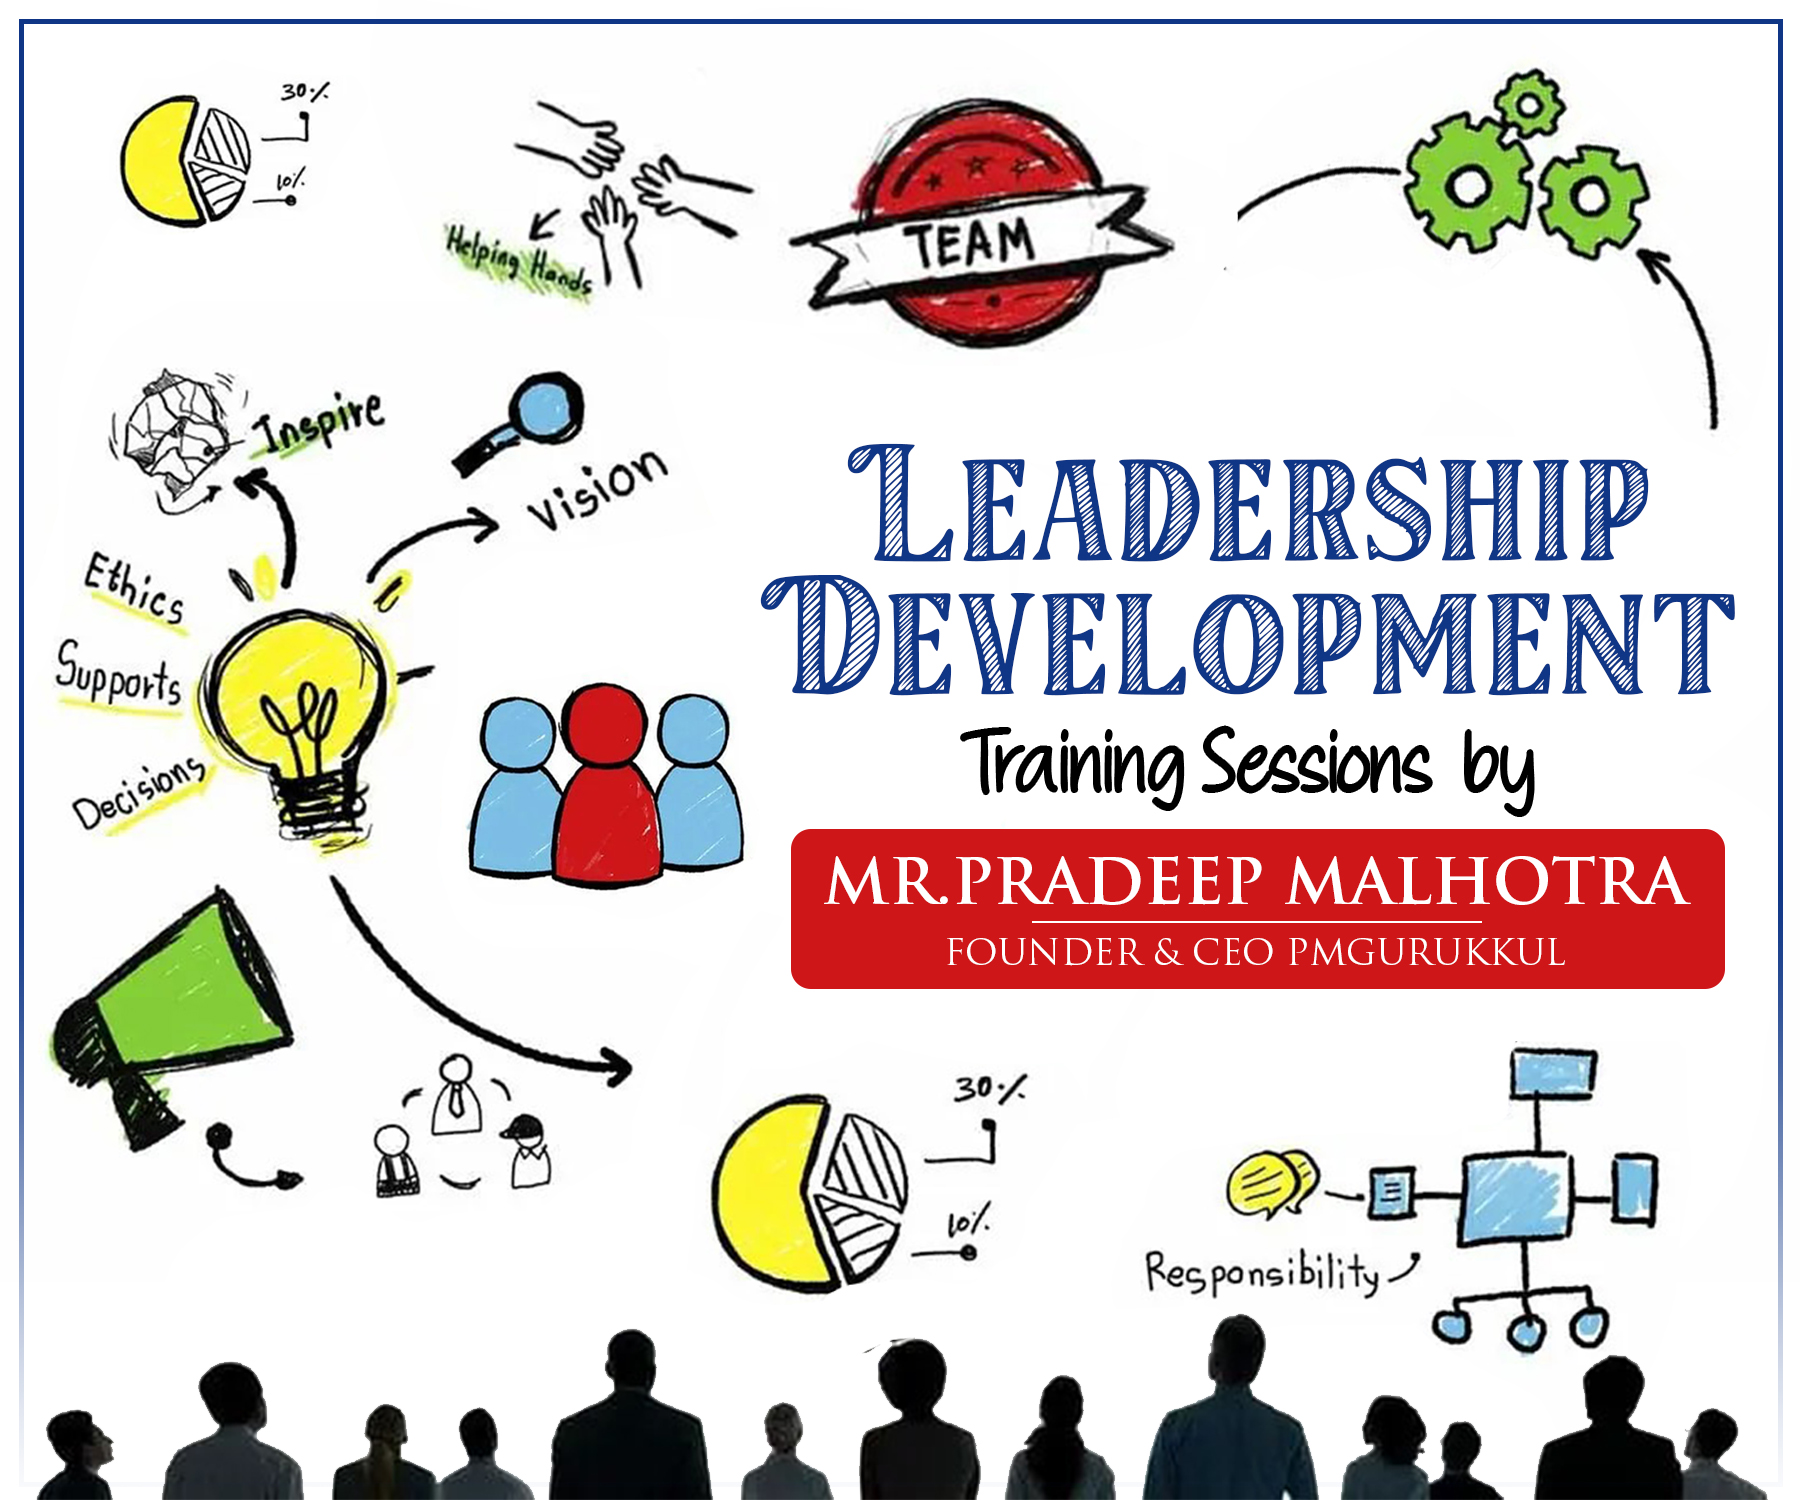 30%
10%
Helping Hands
TEAM
Inspire
Vision
Ethics
Supports
Decisions
LEADERSHIP
DEVELOPMENT
Training Sessions by
MR.PRADEEP MALHOTRA
FOUNDER & CEO PMGURUKKUL
30%
10%
Responsibility